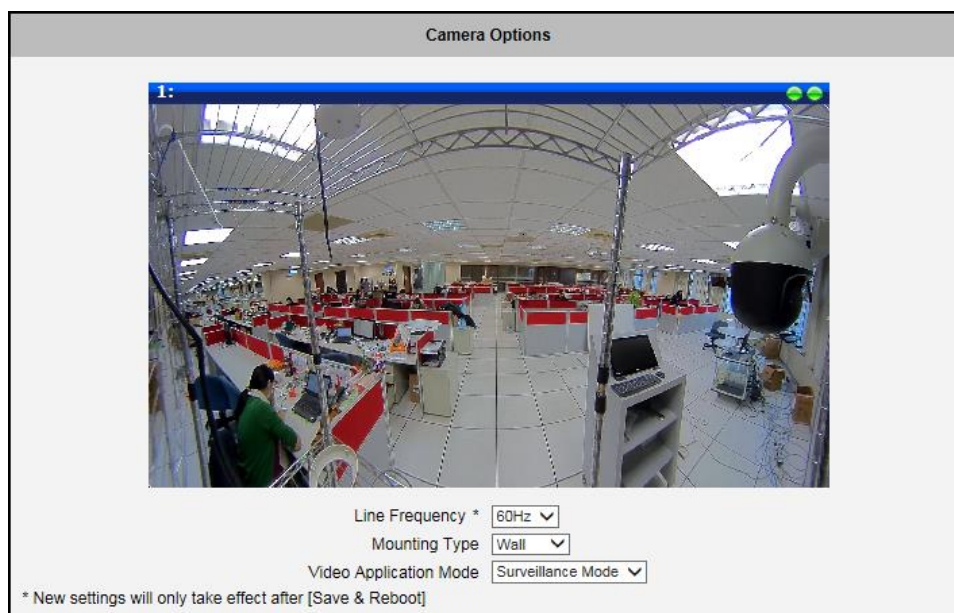 Camera Options
1:
Line Frequency * 60Hz
Mounting Type Wall
Video Application Mode Surveillance Mode
* New settings will only take effect after [Save & Reboot]